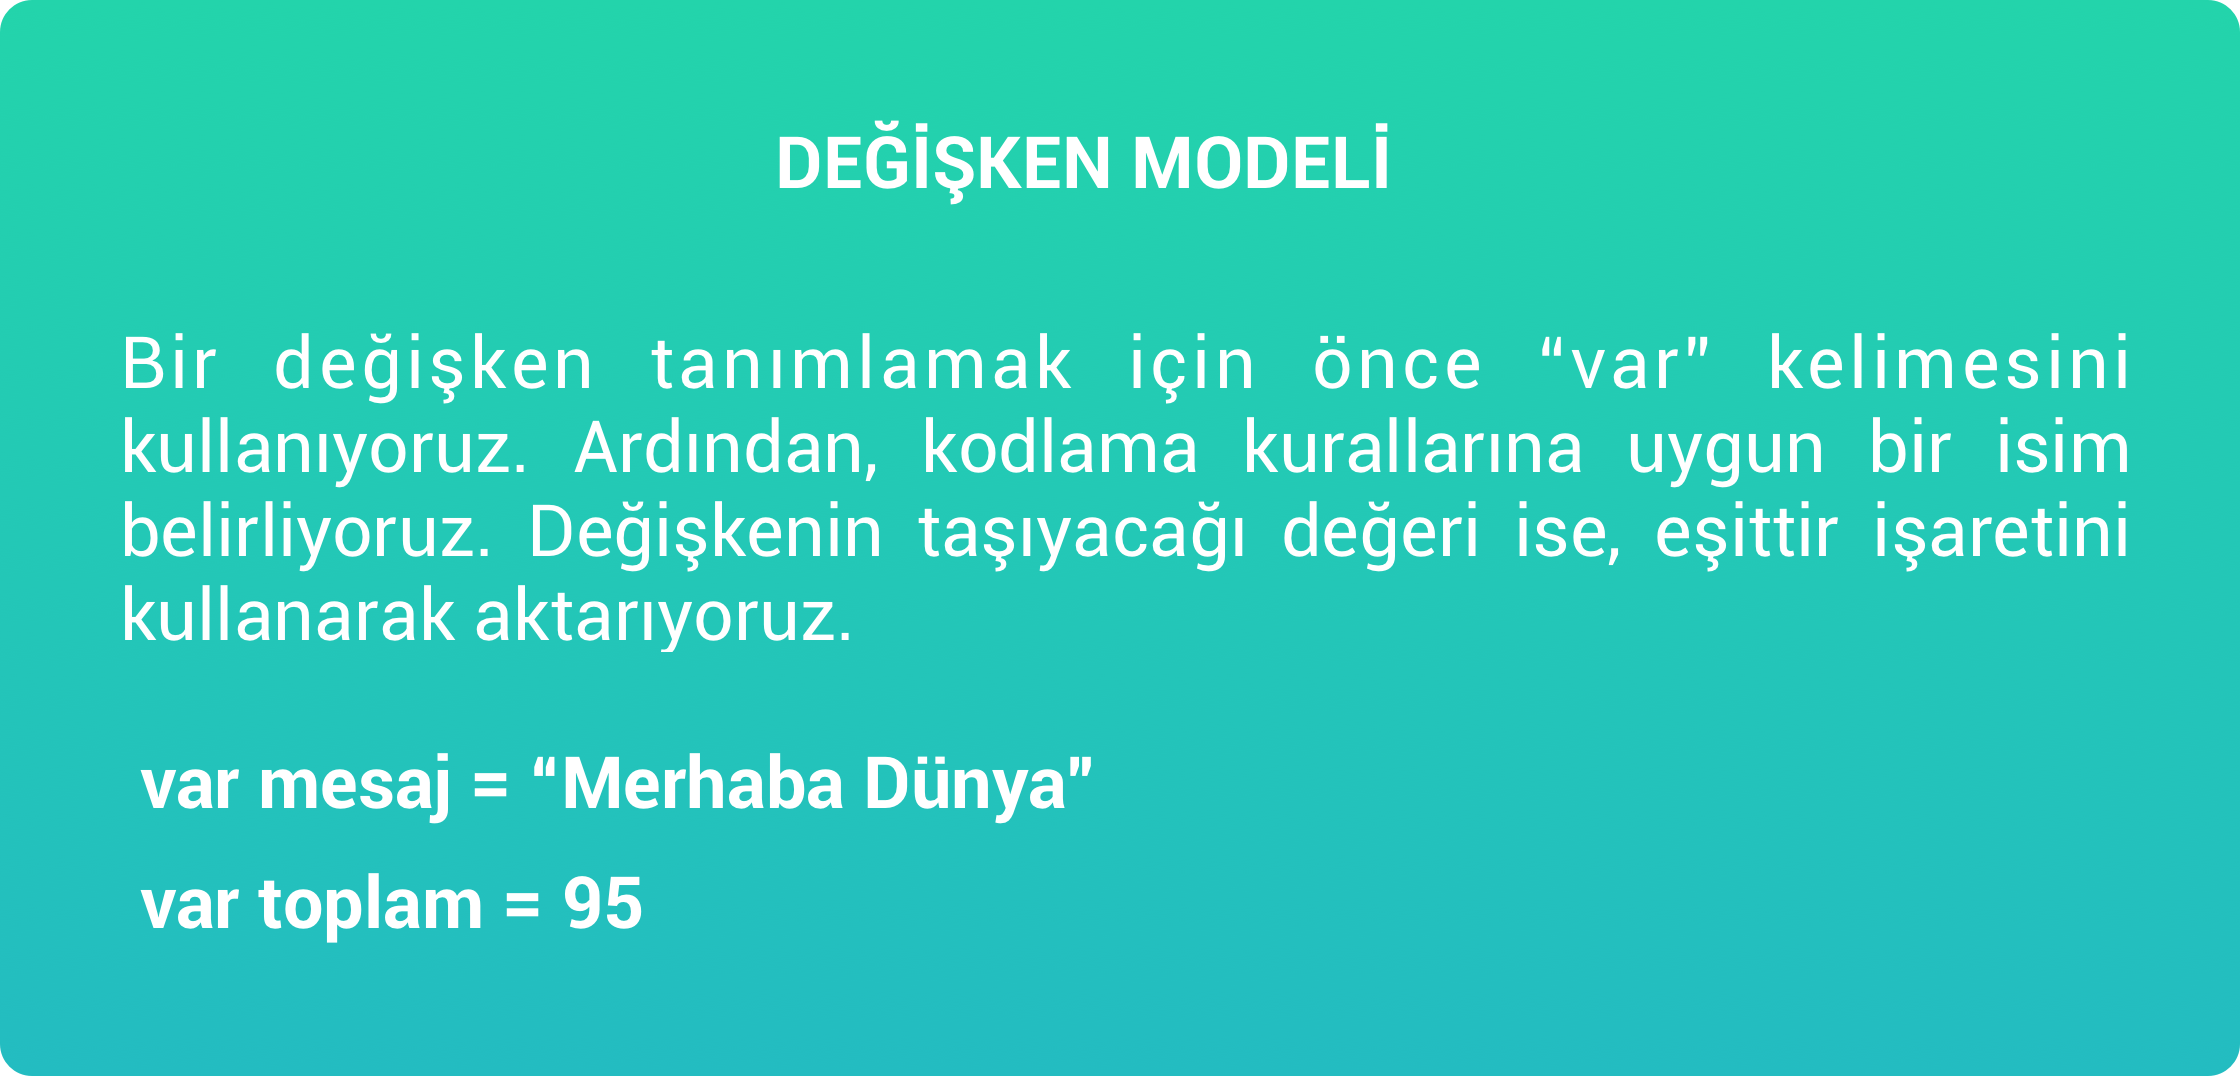 DEĞİŞKEN MODELİ
Bir değişken tanımlamak için önce “var” kelimesini
kullanıyoruz. Ardından, kodlama kurallarına uygun bir isim
belirliyoruz. Değişkenin taşıyacağı değeri ise, eşittir işaretini
kullanarak aktarıyoruz.
var mesaj = “Merhaba Dünya”
var toplam = 95